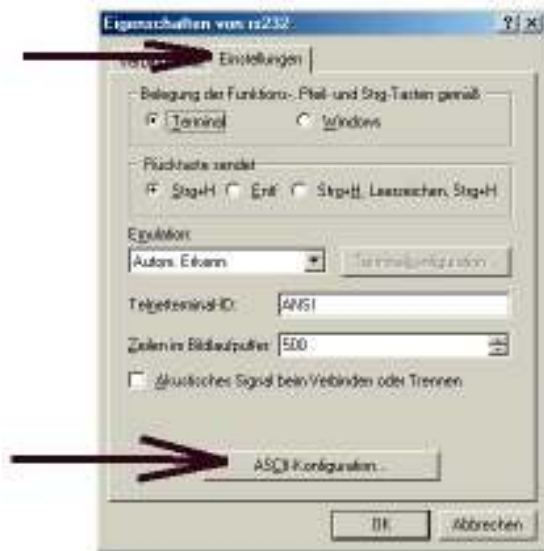 Eigenschaften von rs232
Einstellungen
Belegung der Funktions-, Pfeil- und Strg-Tasten gemäß
Terminal Windows
Rücktaste sendet
Strg+H Entf Strg+H, Leerzeichen, Strg+H
Emulation:
Autom. Erkenn
Terminalkonfiguration...
Telnetterminal-ID: ANSI
Zeilen im Bildlaufpuffer: 500
Akustisches Signal beim Verbinden oder Trennen
ASCII-Konfiguration...
OK Abbrechen